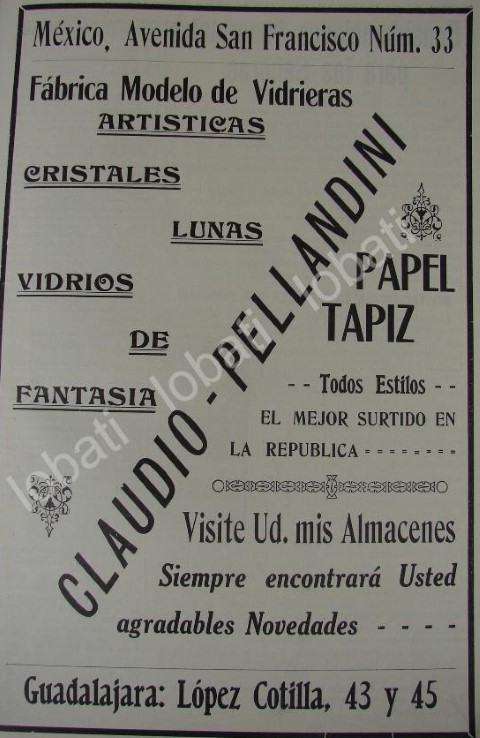 México, Avenida San Francisco Núm. 33
Fábrica Modelo de Vidrieras
ARTISTICAS
CRISTALES
LUNAS
VIDRIOS
DE
FANTASIA
CLAUDIO - PELLANDINI
PAPEL
TAPIZ
- - Todos Estilos - -
EL MEJOR SURTIDO EN
LA REPUBLICA - - - - - - - -
Visite Ud. mis Almacenes
Siempre encontrará Usted
agradables Novedades - - - -
Guadalajara: López Cotilla, 43 y 45
lobati lobati lobati